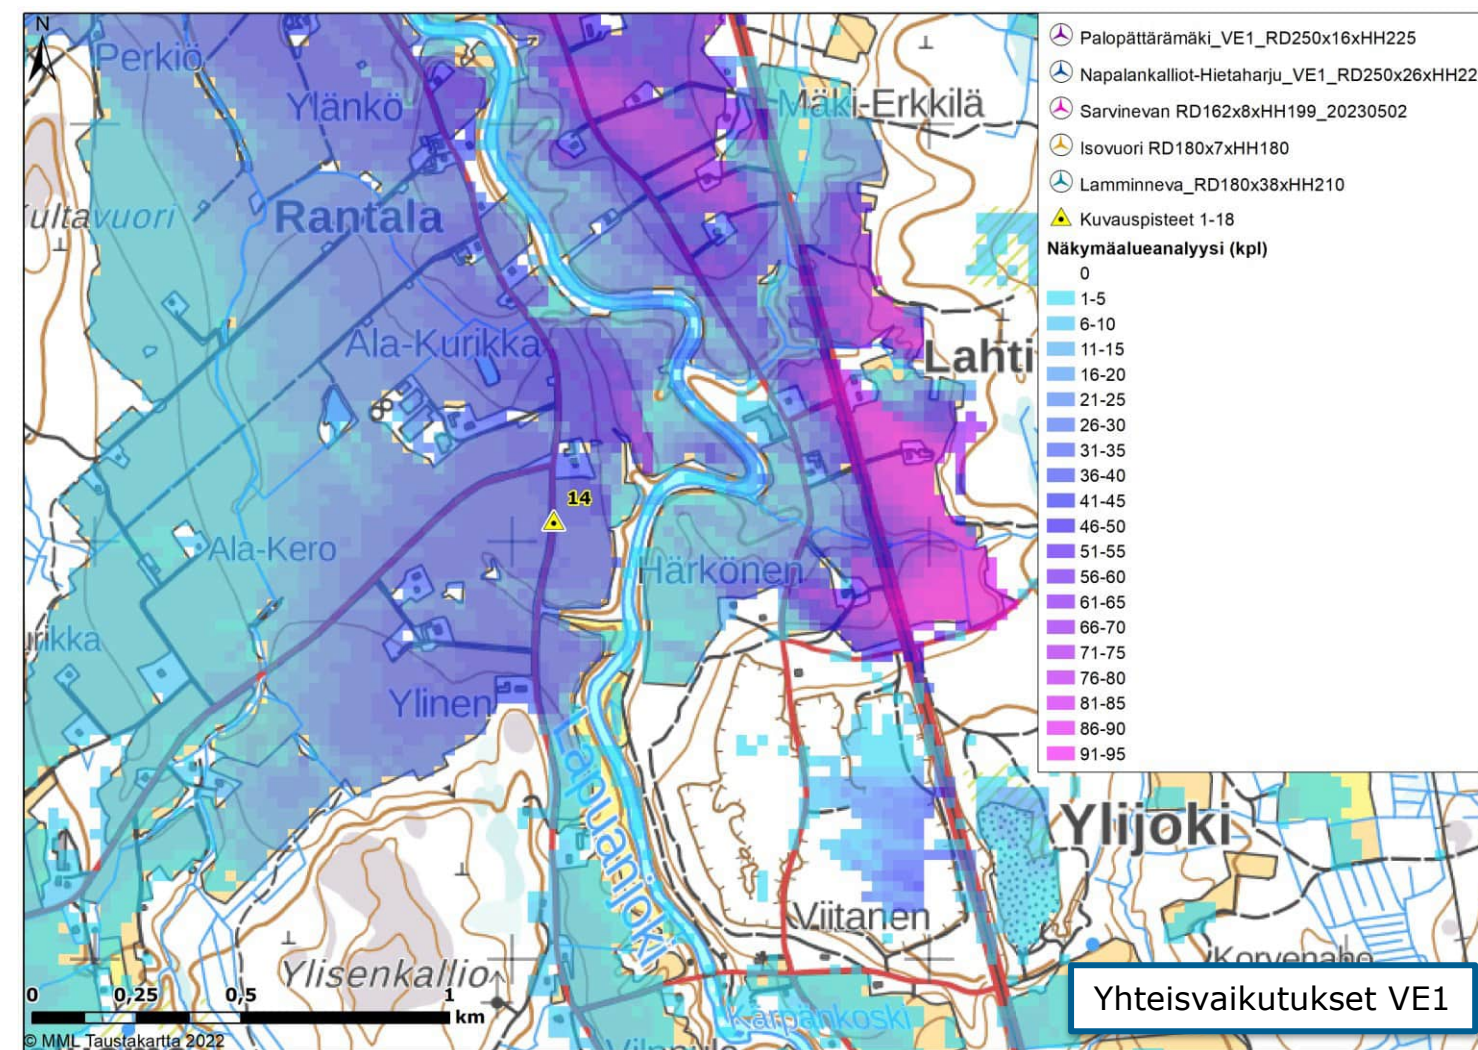 N
Perkiö
Ylänkö
Mäki-Erkkilä
Rantala
Ala-Kurikka
Lahti
14
Ala-Kero
Härkönen
Ylinen
Lapuanjoki
Ylijoki
Viitanen
Ylisenkallio
Korvenaho
Karpankoski
0 0,25 0,5 1
km
© MML Taustakartta 2022
Palopättärämäki_VE1_RD250x16xHH225
Napalankalliot-Hietaharju_VE1_RD250x26xHH22
Sarvinevan RD162x8xHH199_20230502
Isovuori RD180x7xHH180
Lamminneva_RD180x38xHH210
Kuvauspisteet 1-18
Näkymäalueanalyysi (kpl)
0
1-5
6-10
11-15
16-20
21-25
26-30
31-35
36-40
41-45
46-50
51-55
56-60
61-65
66-70
71-75
76-80
81-85
86-90
91-95
Yhteisvaikutukset VE1